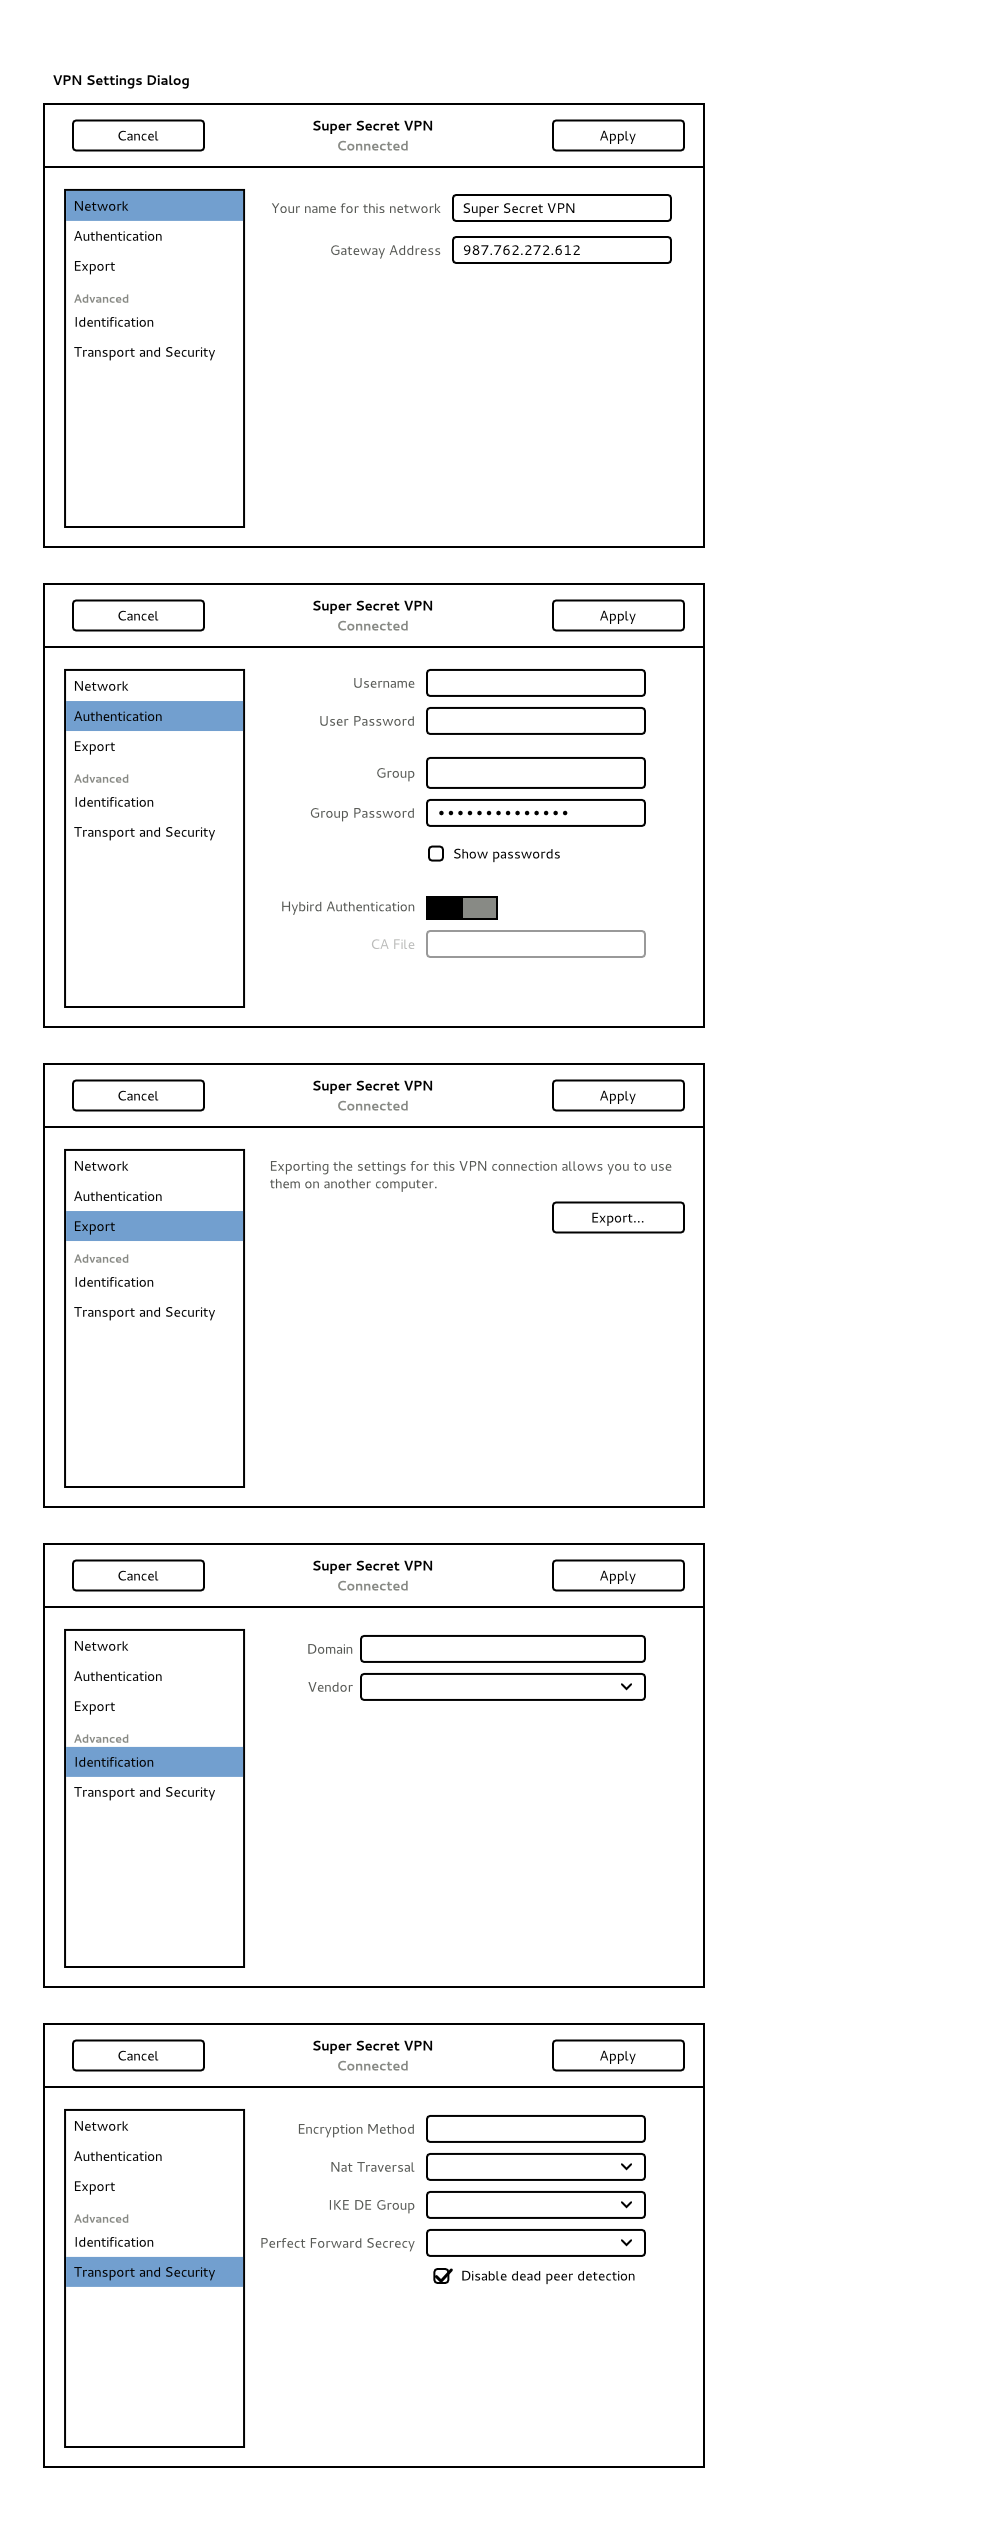 VPN Settings Dialog
Cancel
Super Secret VPN
Connected
Apply
Network
Authentication
Export
Advanced
Identification
Transport and Security
Your name for this network
Super Secret VPN
Gateway Address
987.762.272.612
Cancel
Super Secret VPN
Connected
Apply
Network
Authentication
Export
Advanced
Identification
Transport and Security
Username
User Password
Group
Group Password
••••••••••••••
Show passwords
Hybird Authentication
CA File
Cancel
Super Secret VPN
Connected
Apply
Network
Authentication
Export
Advanced
Identification
Transport and Security
Exporting the settings for this VPN connection allows you to use
them on another computer.
Export...
Cancel
Super Secret VPN
Connected
Apply
Network
Authentication
Export
Advanced
Identification
Transport and Security
Domain
Vendor
Cancel
Super Secret VPN
Connected
Apply
Network
Authentication
Export
Advanced
Identification
Transport and Security
Encryption Method
Nat Traversal
IKE DE Group
Perfect Forward Secrecy
Disable dead peer detection